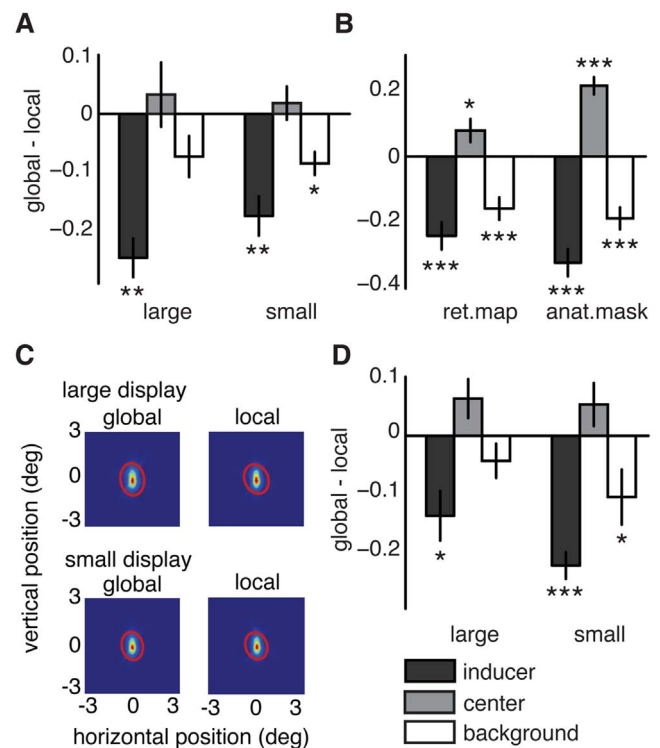 A
0.1
0
−0.1
−0.2
global - local
**
**
*
large
small
B
0.2
0
−0.2
−0.4
*
***
***
***
***
***
ret.map
anat.mask
C
large display
global
local
3
0
-3
small display
global
local
3
0
-3
-3 0 3
-3 0 3
vertical position (deg)
horizontal position (deg)
D
0.1
0
−0.1
−0.2
global - local
*
***
*
large
small
inducer
center
background